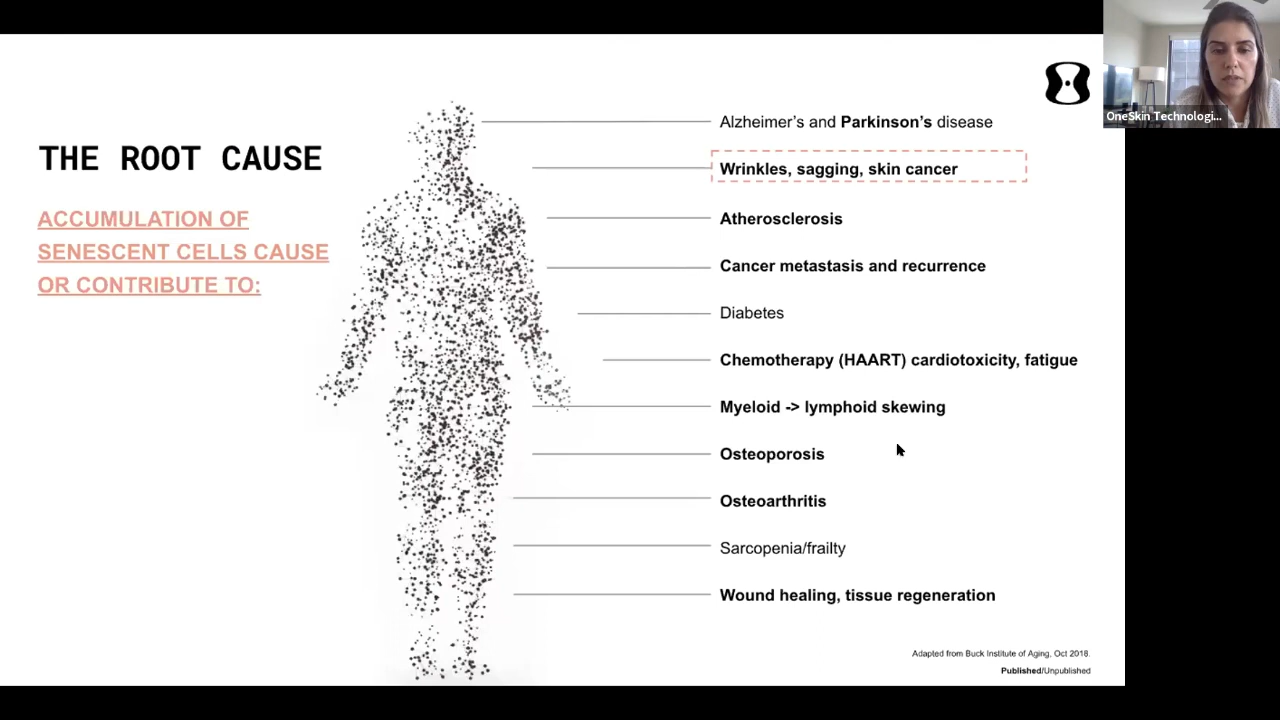 OneSkin Technologi...
THE ROOT CAUSE
ACCUMULATION OF
SENESCENT CELLS CAUSE
OR CONTRIBUTE TO:
Alzheimer's and Parkinson's disease
Wrinkles, sagging, skin cancer
Atherosclerosis
Cancer metastasis and recurrence
Diabetes
Chemotherapy (HAART) cardiotoxicity, fatigue
Myeloid -> lymphoid skewing
Osteoporosis
Osteoarthritis
Sarcopenia/frailty
Wound healing, tissue regeneration
Adapted from Buck Institute of Aging, Oct 2018.
Published/Unpublished